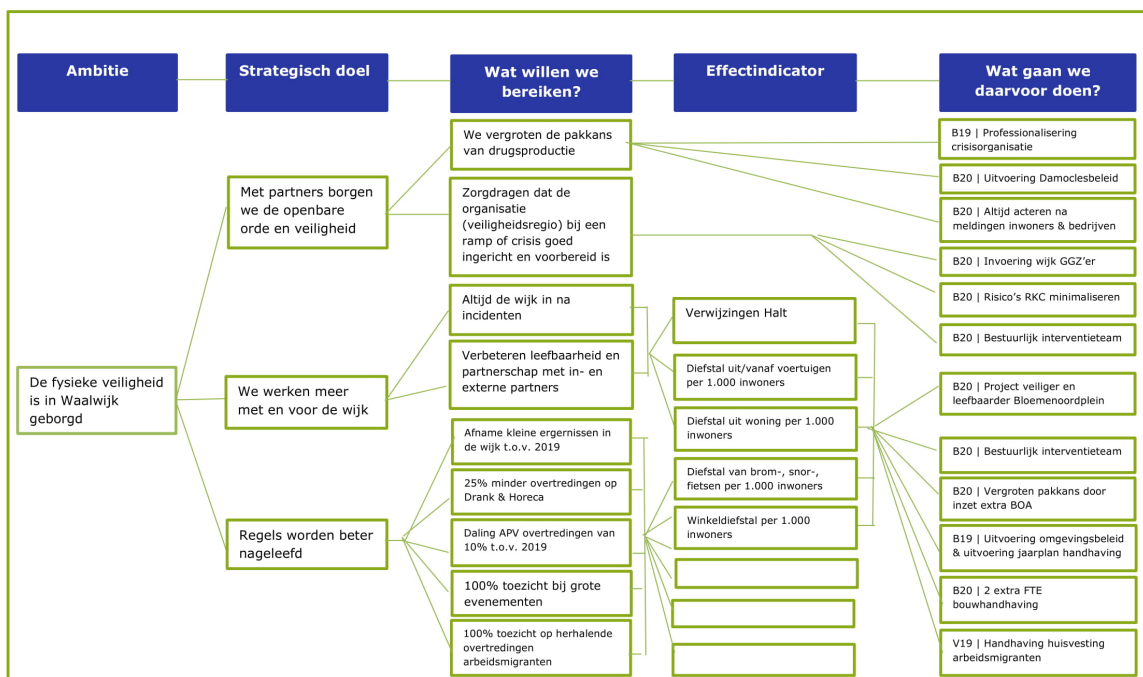 Ambitie
Strategisch doel
Wat willen we
bereiken?
Effectindicator
Wat gaan we
daarvoor doen?
De fysieke veiligheid
is in Waalwijk
geborgd
Met partners borgen
we de openbare
orde en veiligheid
We werken meer
met en voor de wijk
Regels worden beter
nageleefd
We vergroten de pakkans
van drugsproductie
Zorgdragen dat de
organisatie
(veiligheidsregio) bij een
ramp of crisis goed
ingericht en voorbereid is
Altijd de wijk in na
incidenten
Verbeteren leefbaarheid en
partnerschap met in- en
externe partners
Afname kleine ergernissen in
de wijk t.o.v. 2019
25% minder overtredingen op
Drank & Horeca
Daling APV overtredingen van
10% t.o.v. 2019
100% toezicht bij grote
evenementen
100% toezicht op herhalende
overtredingen
arbeidsmigranten
Verwijzingen Halt
Diefstal uit/vanaf voertuigen
per 1.000 inwoners
Diefstal uit woning per 1.000
inwoners
Diefstal van brom-, snor-,
fietsen per 1.000 inwoners
Winkeldiefstal per 1.000
inwoners
B19 | Professionalisering
crisisorganisatie
B20 | Uitvoering Damoclesbeleid
B20 | Altijd acteren na
meldingen inwoners & bedrijven
B20 | Invoering wijk GGZ’er
B20 | Risico’s RKC minimaliseren
B20 | Bestuurlijk interventieteam
B20 | Project veiliger en
leefbaarder Bloemenoordplein
B20 | Bestuurlijk interventieteam
B20 | Vergroten pakkans door
inzet extra BOA
B19 | Uitvoering omgevingsbeleid
& uitvoering jaarplan handhaving
B20 | 2 extra FTE
bouwhandhaving
V19 | Handhaving huisvesting
arbeidsmigranten